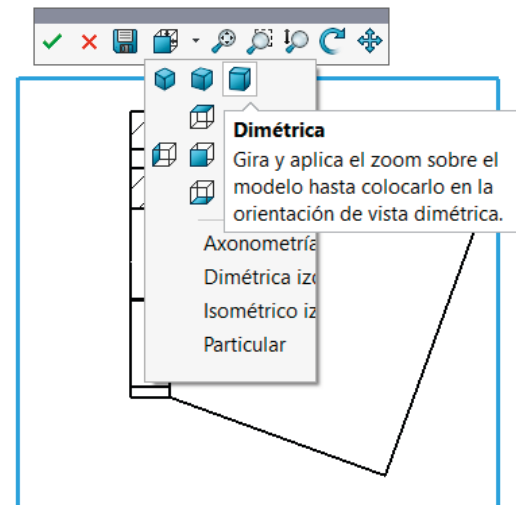 Dimétrica
Gira y aplica el zoom sobre el
modelo hasta colocarlo en la
orientación de vista dimétrica.
Axonometría
Dimétrica izq
Isométrico iz
Particular